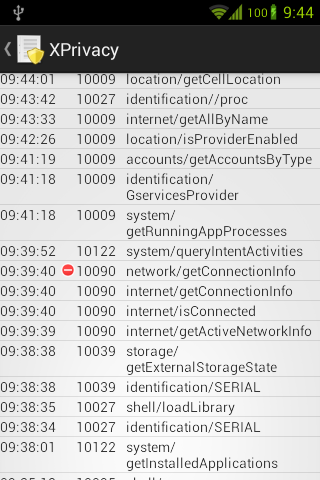 100 9:44
XPrivacy
09:44:01 10009 location/getCellLocation
09:43:42 10027 identification//proc
09:43:33 10009 internet/getAllByName
09:42:26 10009 location/isProviderEnabled
09:41:19 10009 accounts/getAccountsByType
09:41:18 10009 identification/
GservicesProvider
09:41:18 10009 system/
getRunningAppProcesses
09:39:52 10122 system/queryIntentActivities
09:39:40 10090 network/getConnectionInfo
09:39:40 10090 internet/getConnectionInfo
09:39:40 10090 internet/isConnected
09:39:39 10090 internet/getActiveNetworkInfo
09:38:38 10039 storage/
getExternalStorageState
09:38:38 10039 identification/SERIAL
09:38:35 10027 shell/loadLibrary
09:38:34 10027 identification/SERIAL
09:38:01 10122 system/
getInstalledApplications